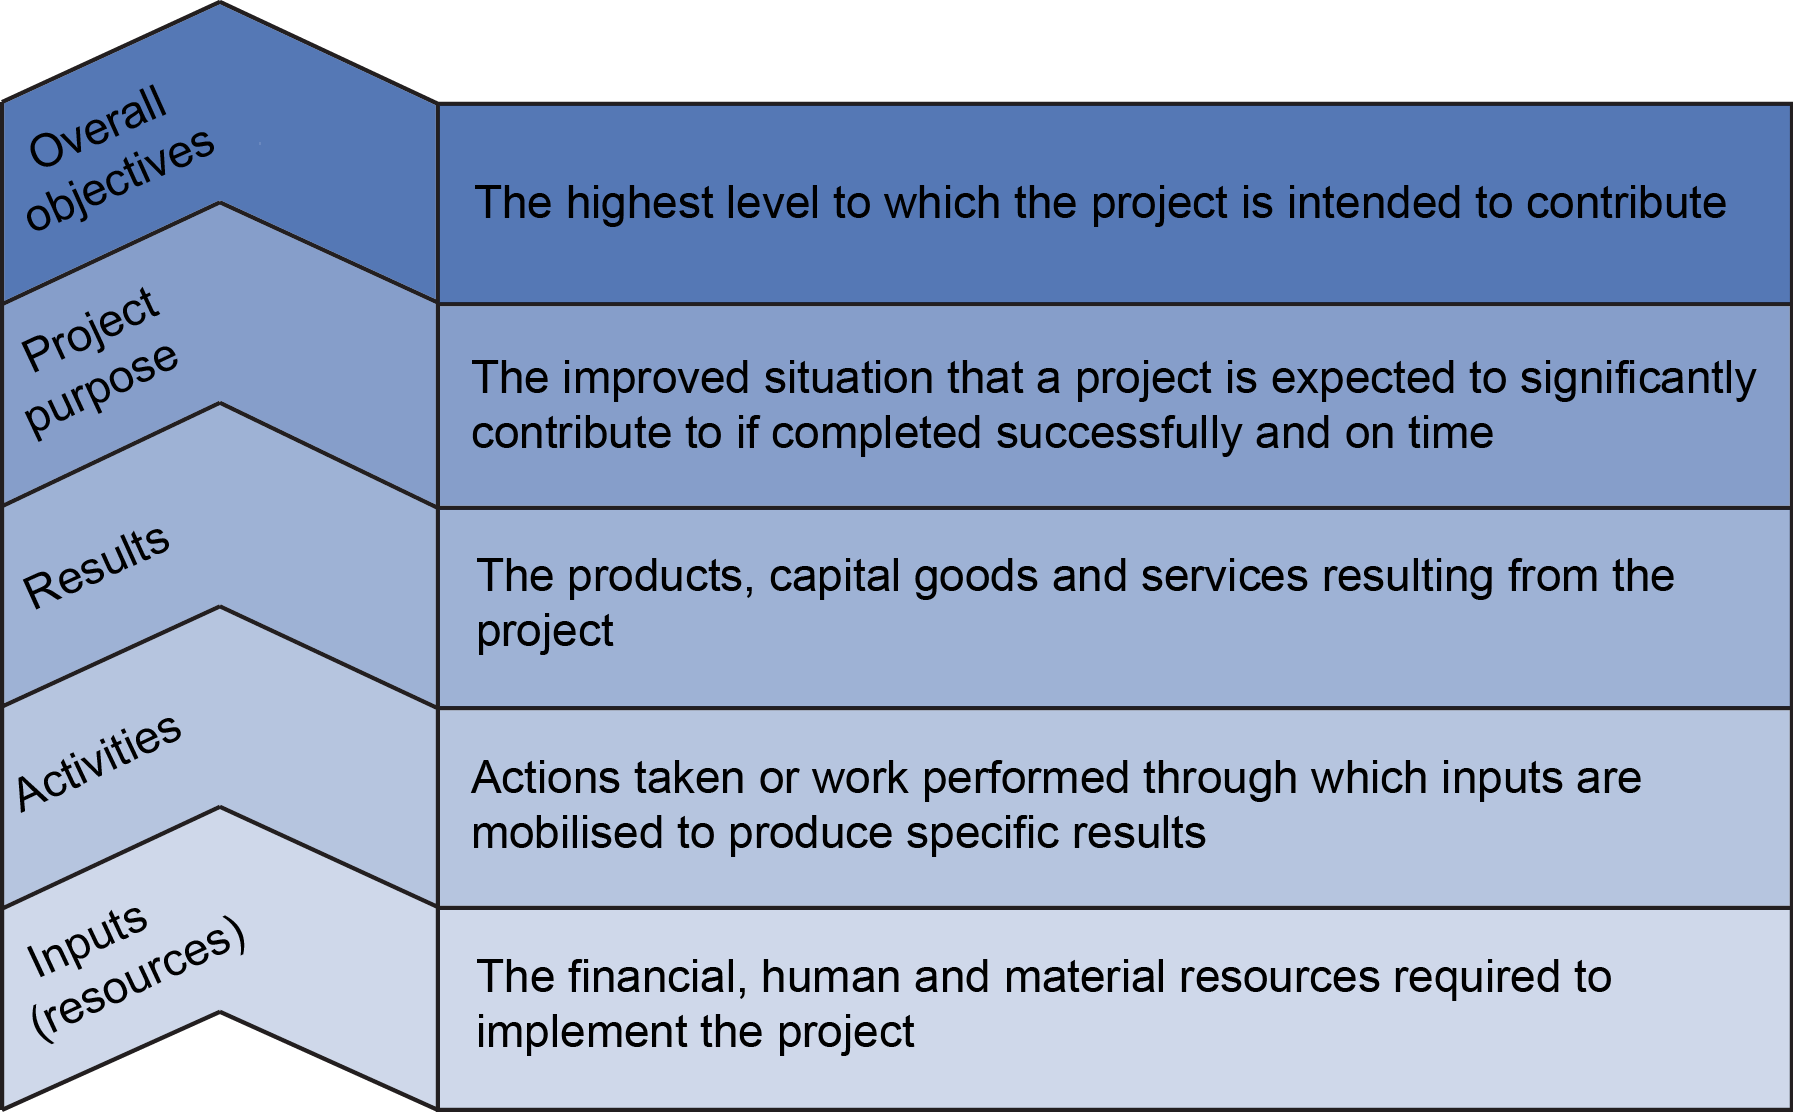 Overall
objectives
The highest level to which the project is intended to contribute
Project
purpose
The improved situation that a project is expected to significantly
contribute to if completed successfully and on time
Results
The products, capital goods and services resulting from the
project
Activities
Actions taken or work performed through which inputs are
mobilised to produce specific results
Inputs
(resources)
The financial, human and material resources required to
implement the project